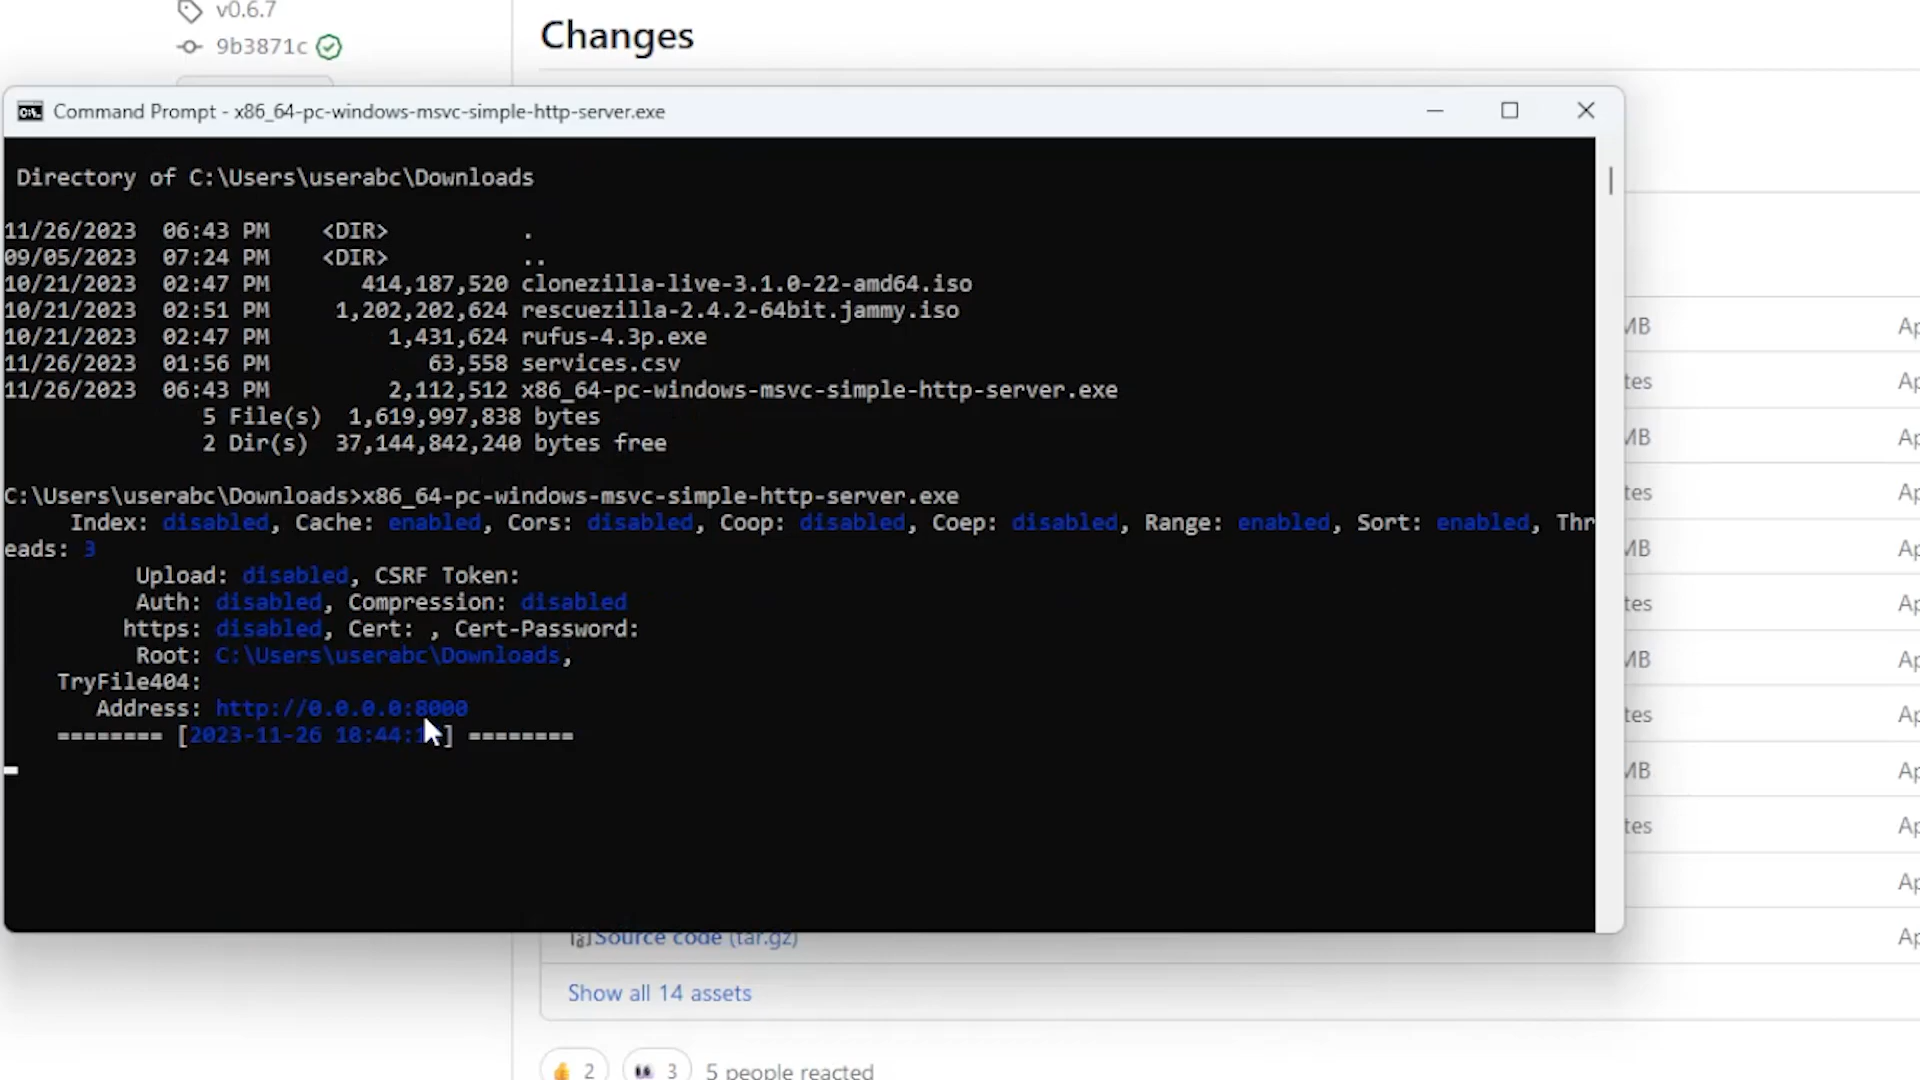 v0.6.7
9b3871c
Changes
Command Prompt - x86_64-pc-windows-msvc-simple-http-server.exe
Directory of C:\Users\userabc\Downloads
11/26/2023 06:43 PM <DIR> .
09/05/2023 07:24 PM <DIR> ..
10/21/2023 02:47 PM 414,187,520 clonezilla-live-3.1.0-22-amd64.iso
10/21/2023 02:51 PM 1,202,202,624 rescuezilla-2.4.2-64bit.jammy.iso
10/21/2023 02:47 PM 1,431,624 rufus-4.3p.exe
11/26/2023 01:56 PM 63,558 services.csv
11/26/2023 06:43 PM 2,112,512 x86_64-pc-windows-msvc-simple-http-server.exe
5 File(s) 1,619,997,838 bytes
2 Dir(s) 37,144,842,240 bytes free
C:\Users\userabc\Downloads>x86_64-pc-windows-msvc-simple-http-server.exe
Index: disabled, Cache: enabled, Cors: disabled, Coop: disabled, Coep: disabled, Range: enabled, Sort: enabled, Thr
eads: 3
Upload: disabled, CSRF Token:
Auth: disabled, Compression: disabled
https: disabled, Cert: , Cert-Password:
Root: C:\Users\userabc\Downloads,
TryFile404:
Address: http://0.0.0.0:8000
======== [2023-11-26 18:44: ] ========
MB Ap
tes Ap
MB Ap
tes Ap
MB Ap
tes Ap
MB Ap
tes Ap
MB Ap
tes Ap
Ap
Source code (tar.gz) Ap
Show all 14 assets
2 3 5 people reacted